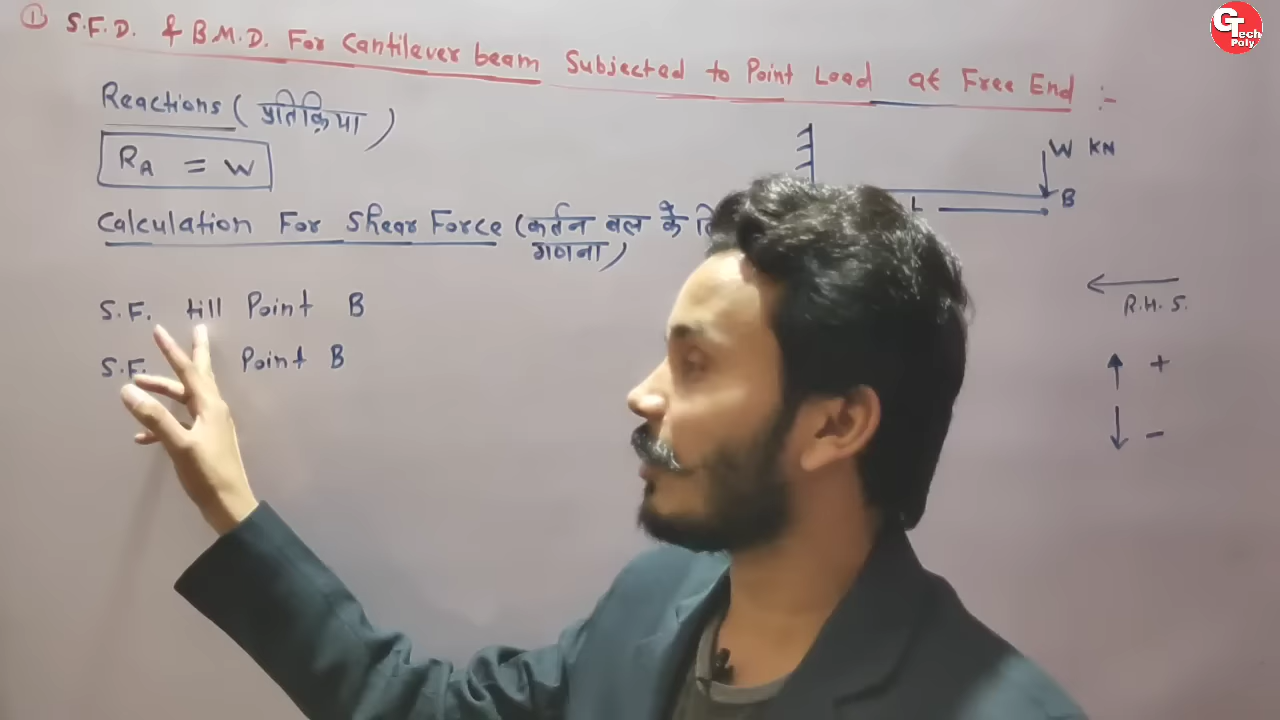 ① S.F.D. & B.M.D. For Cantilever beam Subjected to Point Load at Free End :-
Reactions ( प्रतिक्रिया )
RA = W
W KN
B
L
Calculation For Shear Force ( कर्तन बल के
गणना )
S.F. till Point B
S.F. Point B
R.H.S.
+
-
GTech
Poly